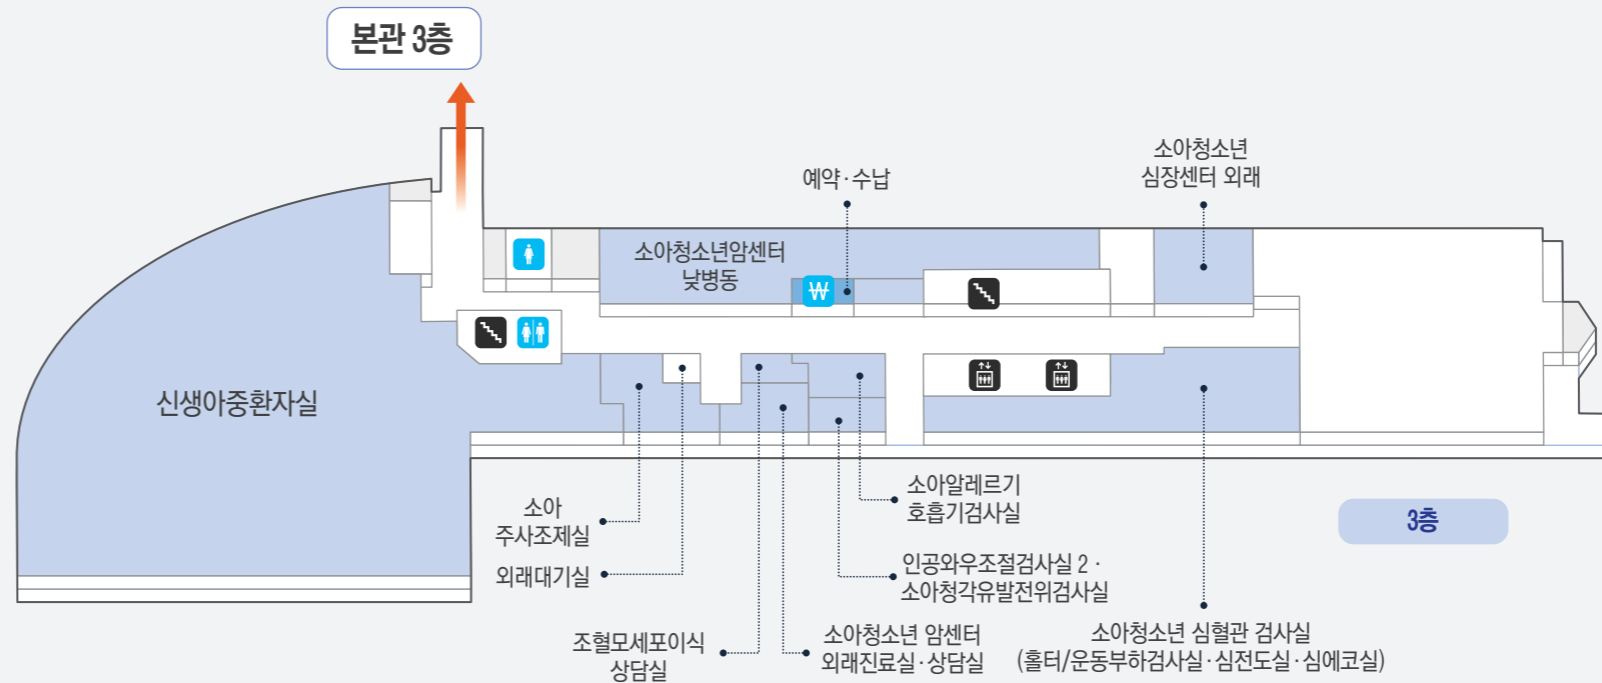 본관 3층
예약·수납
소아청소년
심장센터 외래
소아청소년암센터
낮병동
₩
신생아중환자실
소아
주사조제실
외래대기실
조혈모세포이식
상담실
소아청소년 암센터
외래진료실·상담실
소아알레르기
호흡기검사실
인공와우조절검사실 2 ·
소아청각유발전위검사실
소아청소년 심혈관 검사실
(홀터/운동부하검사실·심전도실·심에코실)
3층